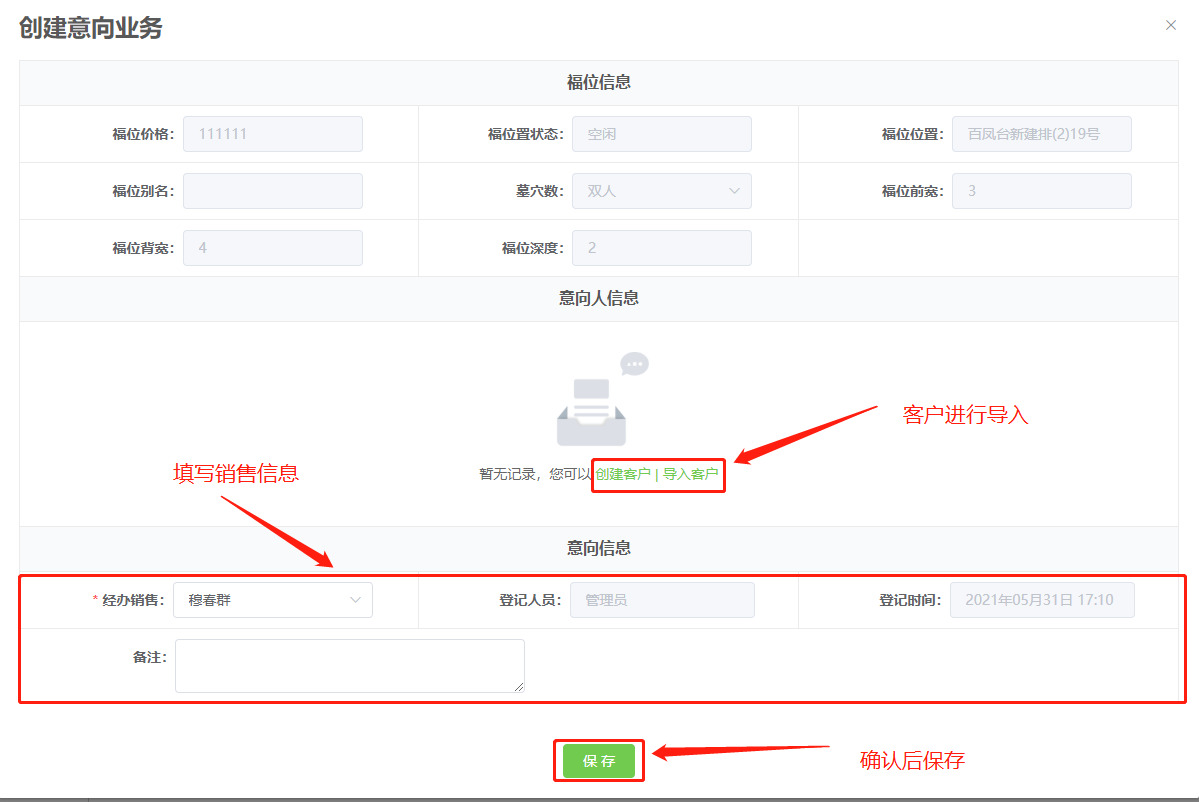 创建意向业务
福位信息
福位价格： 111111 福位置状态： 空闲 福位位置： 百凤台新建排(2)19号
福位别名： 墓穴数： 双人 福位前宽： 3
福位背宽： 4 福位深度： 2
意向人信息
客户进行导入
填写销售信息 暂无记录，您可以创建客户 | 导入客户
意向信息
* 经办销售： 穆春群 登记人员： 管理员 登记时间： 2021年05月31日 17:10
备注：
保存 确认后保存